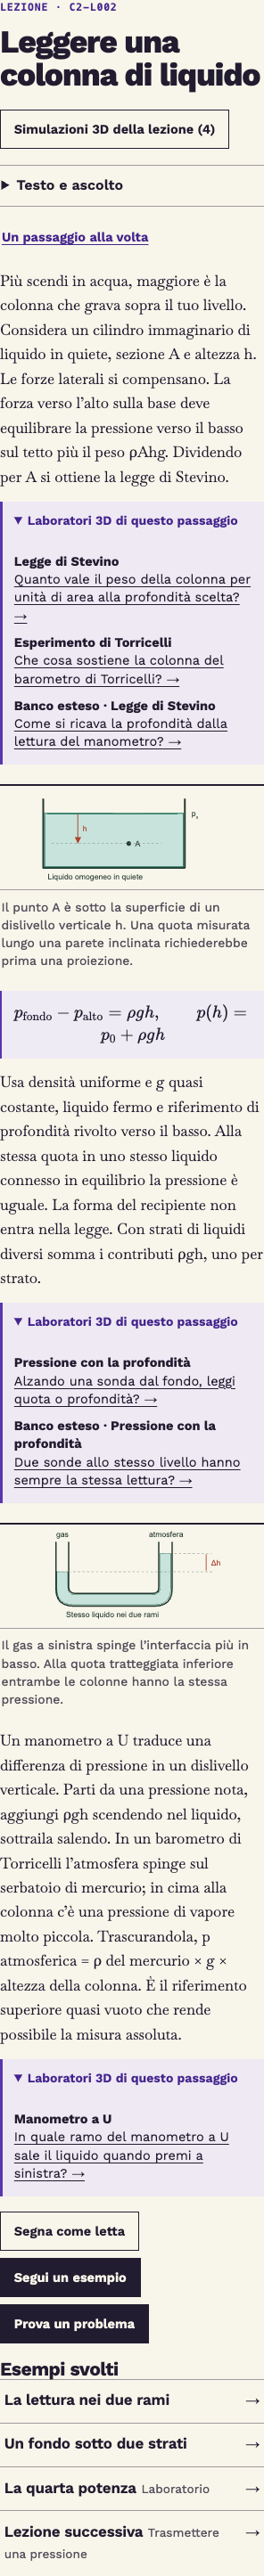 LEZIONE · C2–L002
Leggere una
colonna di liquido
Simulazioni 3D della lezione (4)
▶ Testo e ascolto
Un passaggio alla volta
Più scendi in acqua, maggiore è la
colonna che grava sopra il tuo livello.
Considera un cilindro immaginario di
liquido in quiete, sezione A e altezza h.
Le forze laterali si compensano. La
forza verso l’alto sulla base deve
equilibrare la pressione verso il basso
sul tetto più il peso ρAhg. Dividendo
per A si ottiene la legge di Stevino.
▼ Laboratori 3D di questo passaggio
Legge di Stevino
Quanto vale il peso della colonna per
unità di area alla profondità scelta?
→
Esperimento di Torricelli
Che cosa sostiene la colonna del
barometro di Torricelli? →
Banco esteso · Legge di Stevino
Come si ricava la profondità dalla
lettura del manometro? →
h
A
Liquido omogeneo in quiete
Il punto A è sotto la superficie di un
dislivello verticale h. Una quota misurata
lungo una parete inclinata richiederebbe
prima una proiezione.
p_fondo − p_alto = ρgh, p(h) =
p_0 + ρgh
Usa densità uniforme e g quasi
costante, liquido fermo e riferimento di
profondità rivolto verso il basso. Alla
stessa quota in uno stesso liquido
connesso in equilibrio la pressione è
uguale. La forma del recipiente non
entra nella legge. Con strati di liquidi
diversi somma i contributi ρgh, uno per
strato.
▼ Laboratori 3D di questo passaggio
Pressione con la profondità
Alzando una sonda dal fondo, leggi
quota o profondità? →
Banco esteso · Pressione con la
profondità
Due sonde allo stesso livello hanno
sempre la stessa lettura? →
gas
atmosfera
Δh
Stesso liquido nei due rami
Il gas a sinistra spinge l’interfaccia più in
basso. Alla quota tratteggiata inferiore
entrambe le colonne hanno la stessa
pressione.
Un manometro a U traduce una
differenza di pressione in un dislivello
verticale. Parti da una pressione nota,
aggiungi ρgh scendendo nel liquido,
sottraila salendo. In un barometro di
Torricelli l’atmosfera spinge sul
serbatoio di mercurio; in cima alla
colonna c’è una pressione di vapore
molto piccola. Trascurandola, p
atmosferica = ρ del mercurio × g ×
altezza della colonna. È il riferimento
superiore quasi vuoto che rende
possibile la misura assoluta.
▼ Laboratori 3D di questo passaggio
Manometro a U
In quale ramo del manometro a U
sale il liquido quando premi a
sinistra? →
Segna come letta
Segui un esempio
Prova un problema
Esempi svolti
La lettura nei due rami →
Un fondo sotto due strati →
La quarta potenza Laboratorio →
Lezione successiva Trasmettere →
una pressione